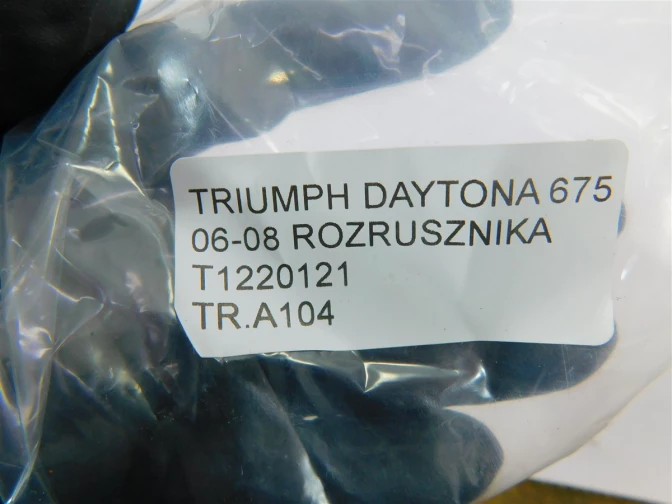 TRIUMPH DAYTONA 675
06-08 ROZRUSZNIKA
T1220121
TR.A104